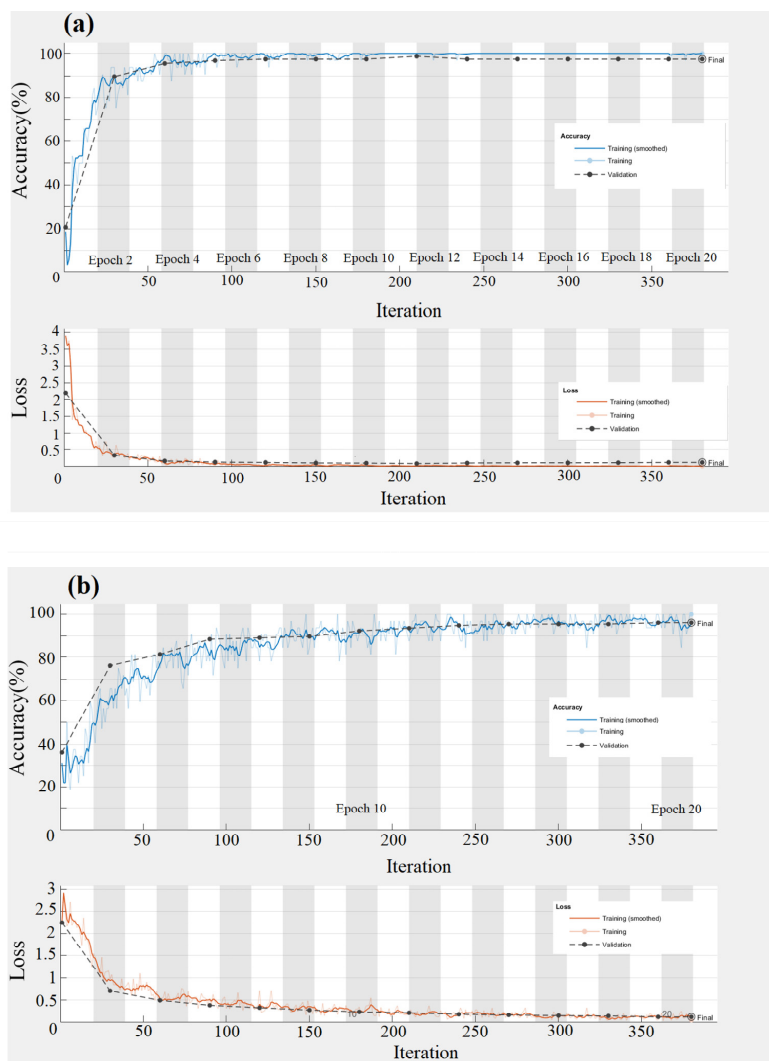 (a)
100
80
60
40
20
0
Accuracy(%)
Final
Accuracy
Training (smoothed)
Training
Validation
Epoch 2 Epoch 4 Epoch 6 Epoch 8 Epoch 10 Epoch 12 Epoch 14 Epoch 16 Epoch 18 Epoch 20
50 100 150 200 250 300 350
Iteration
4
3.5
3
2.5
2
1.5
1
0.5
Loss
Loss
Training (smoothed)
Training
Validation
Final
50 100 150 200 250 300 350
Iteration
(b)
100
80
60
40
20
0
Accuracy(%)
Final
Accuracy
Training (smoothed)
Training
Validation
Epoch 10 Epoch 20
50 100 150 200 250 300 350
Iteration
3
2.5
2
1.5
1
0.5
0
Loss
Loss
Training (smoothed)
Training
Validation
10 20
Final
50 100 150 200 250 300 350
Iteration